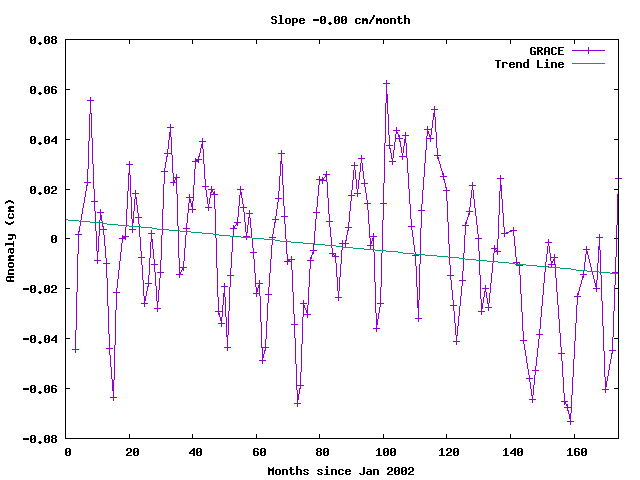 Slope -0.00 cm/month
GRACE
Trend Line
0.08
0.06
0.04
0.02
0
-0.02
-0.04
-0.06
-0.08
Anomaly (cm)
0 20 40 60 80 100 120 140 160
Months since Jan 2002